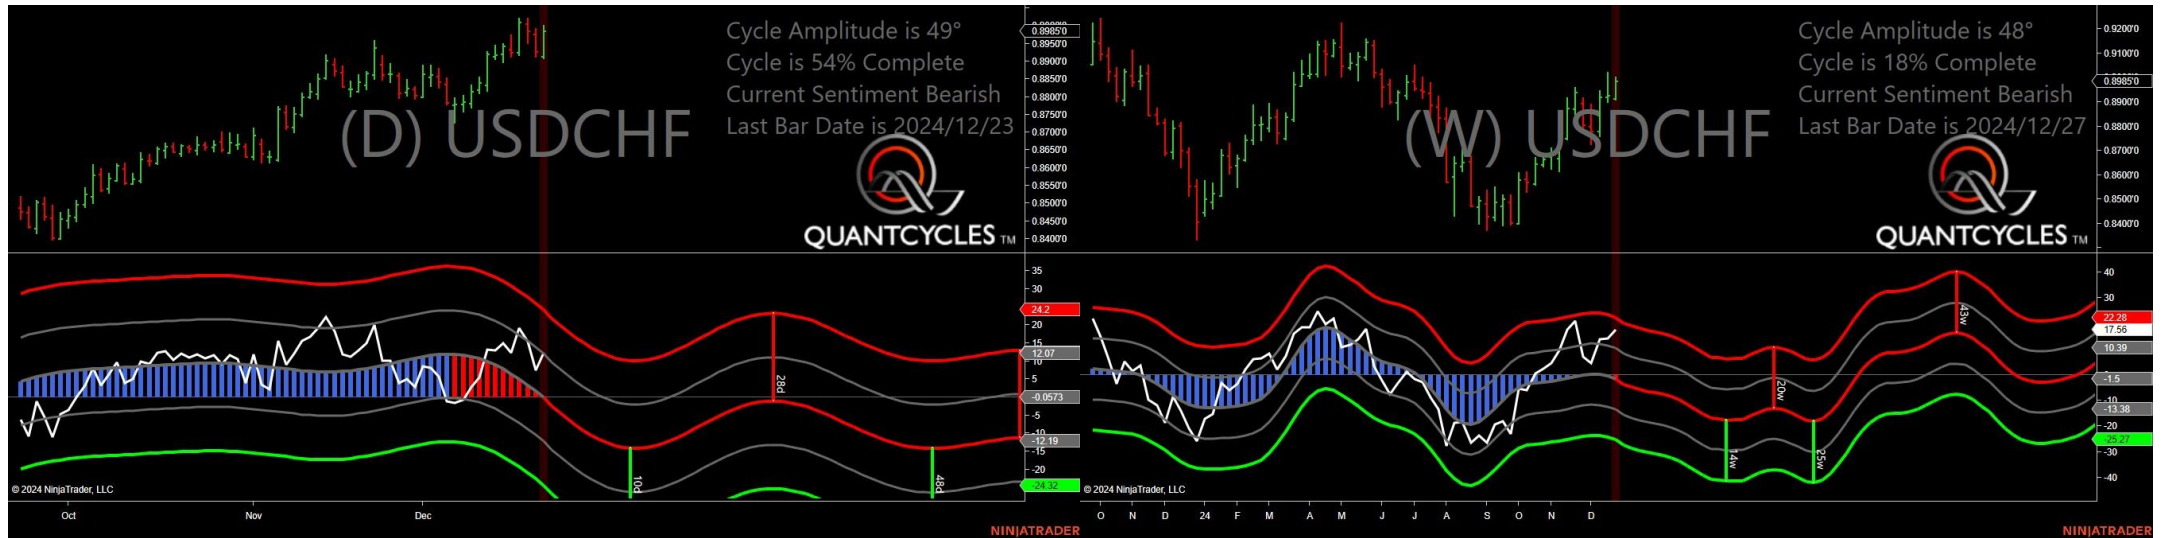 Cycle Amplitude is 49°
Cycle is 54% Complete
Current Sentiment Bearish
Last Bar Date is 2024/12/23
(D) USDCHF
QUANTCYCLES TM
0.8985'0
0.8950'0
0.8900'0
0.8850'0
0.8800'0
0.8750'0
0.8700'0
0.8650'0
0.8600'0
0.8550'0
0.8500'0
0.8450'0
0.8400'0
35
30
24.2
20
15
12.07
10
5
-0.0573
-5
-10
-12.19
-15
-20
-24.32
28d
10d
48d
© 2024 NinjaTrader, LLC
Oct Nov Dec
NINJATRADER
Cycle Amplitude is 48°
Cycle is 18% Complete
Current Sentiment Bearish
Last Bar Date is 2024/12/27
(W) USDCHF
QUANTCYCLES TM
0.9200'0
0.9100'0
0.8985'0
0.8900'0
0.8800'0
0.8700'0
0.8600'0
0.8500'0
0.8400'0
40
30
22.28
17.56
10.39
-1.5
-10
-13.38
-20
-25.27
-30
-40
43w
20w
14w
25w
© 2024 NinjaTrader, LLC
O N D 24 F M A M J J A S O N D
NINJATRADER